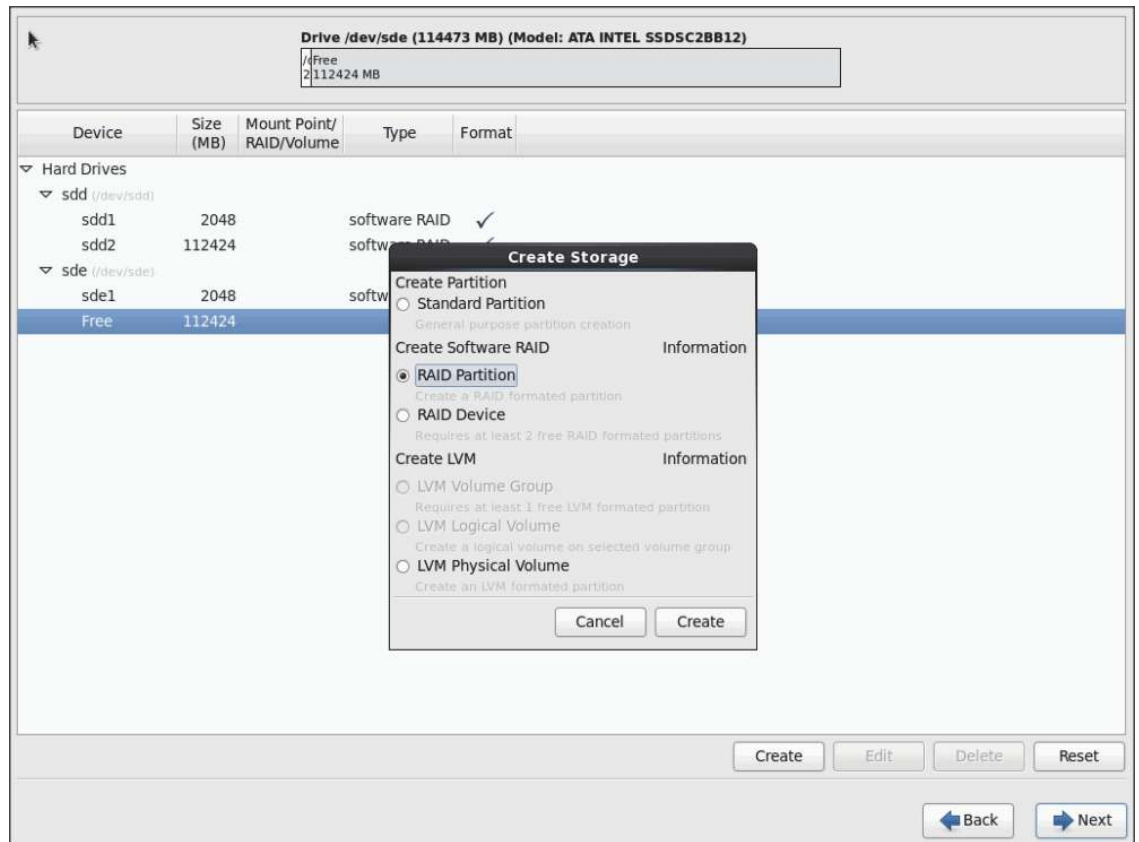 Drive /dev/sde (114473 MB) (Model: ATA INTEL SSDSC2BB12)
Free
2 112424 MB
Device Size (MB) Mount Point/ RAID/Volume Type Format
Hard Drives
sdd (/dev/sdd)
sdd1 2048 software RAID ✓
sdd2 112424
sde (/dev/sde)
sde1 2048
Free 112424
Create Storage
Create Partition
Standard Partition
General purpose partition creation
Create Software RAID Information
RAID Partition
Create a RAID formated partition
RAID Device
Requires at least 2 free RAID formated partitions
Create LVM Information
LVM Volume Group
Requires at least 1 free LVM formated partition
LVM Logical Volume
Create a logical volume on selected volume group
LVM Physical Volume
Create an LVM formated partition
Cancel Create
Create Edit Delete Reset
Back Next